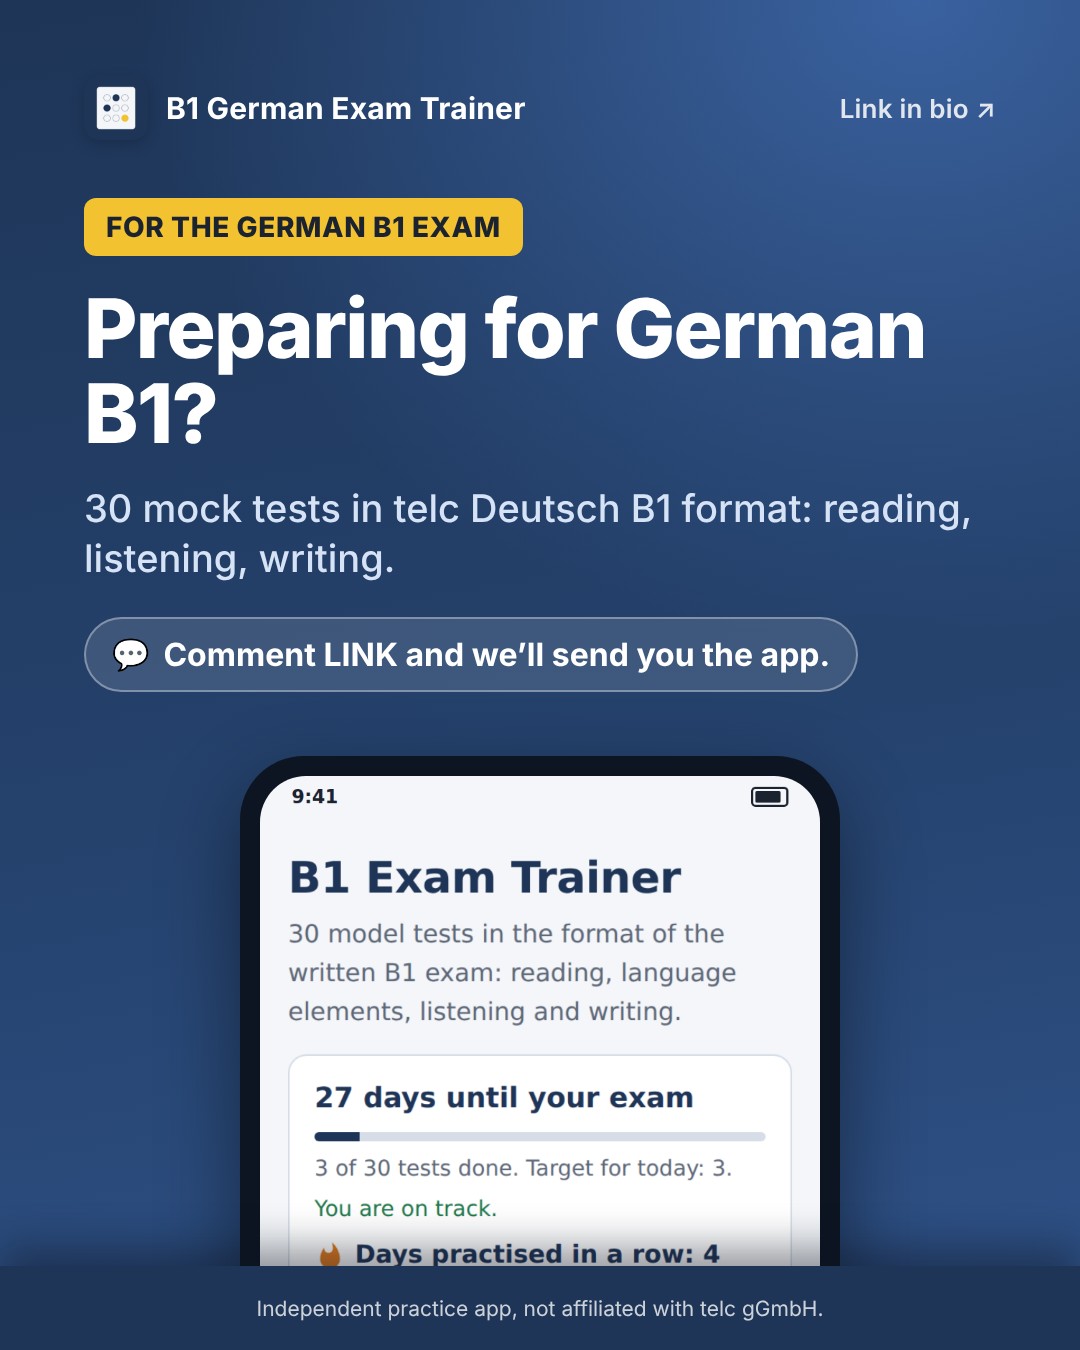 B1 German Exam Trainer
Link in bio ↗
FOR THE GERMAN B1 EXAM
Preparing for German
B1?
30 mock tests in telc Deutsch B1 format: reading,
listening, writing.
💬 Comment LINK and we’ll send you the app.
9:41
B1 Exam Trainer
30 model tests in the format of the
written B1 exam: reading, language
elements, listening and writing.
27 days until your exam
3 of 30 tests done. Target for today: 3.
You are on track.
Days practised in a row: 4
Independent practice app, not affiliated with telc gGmbH.